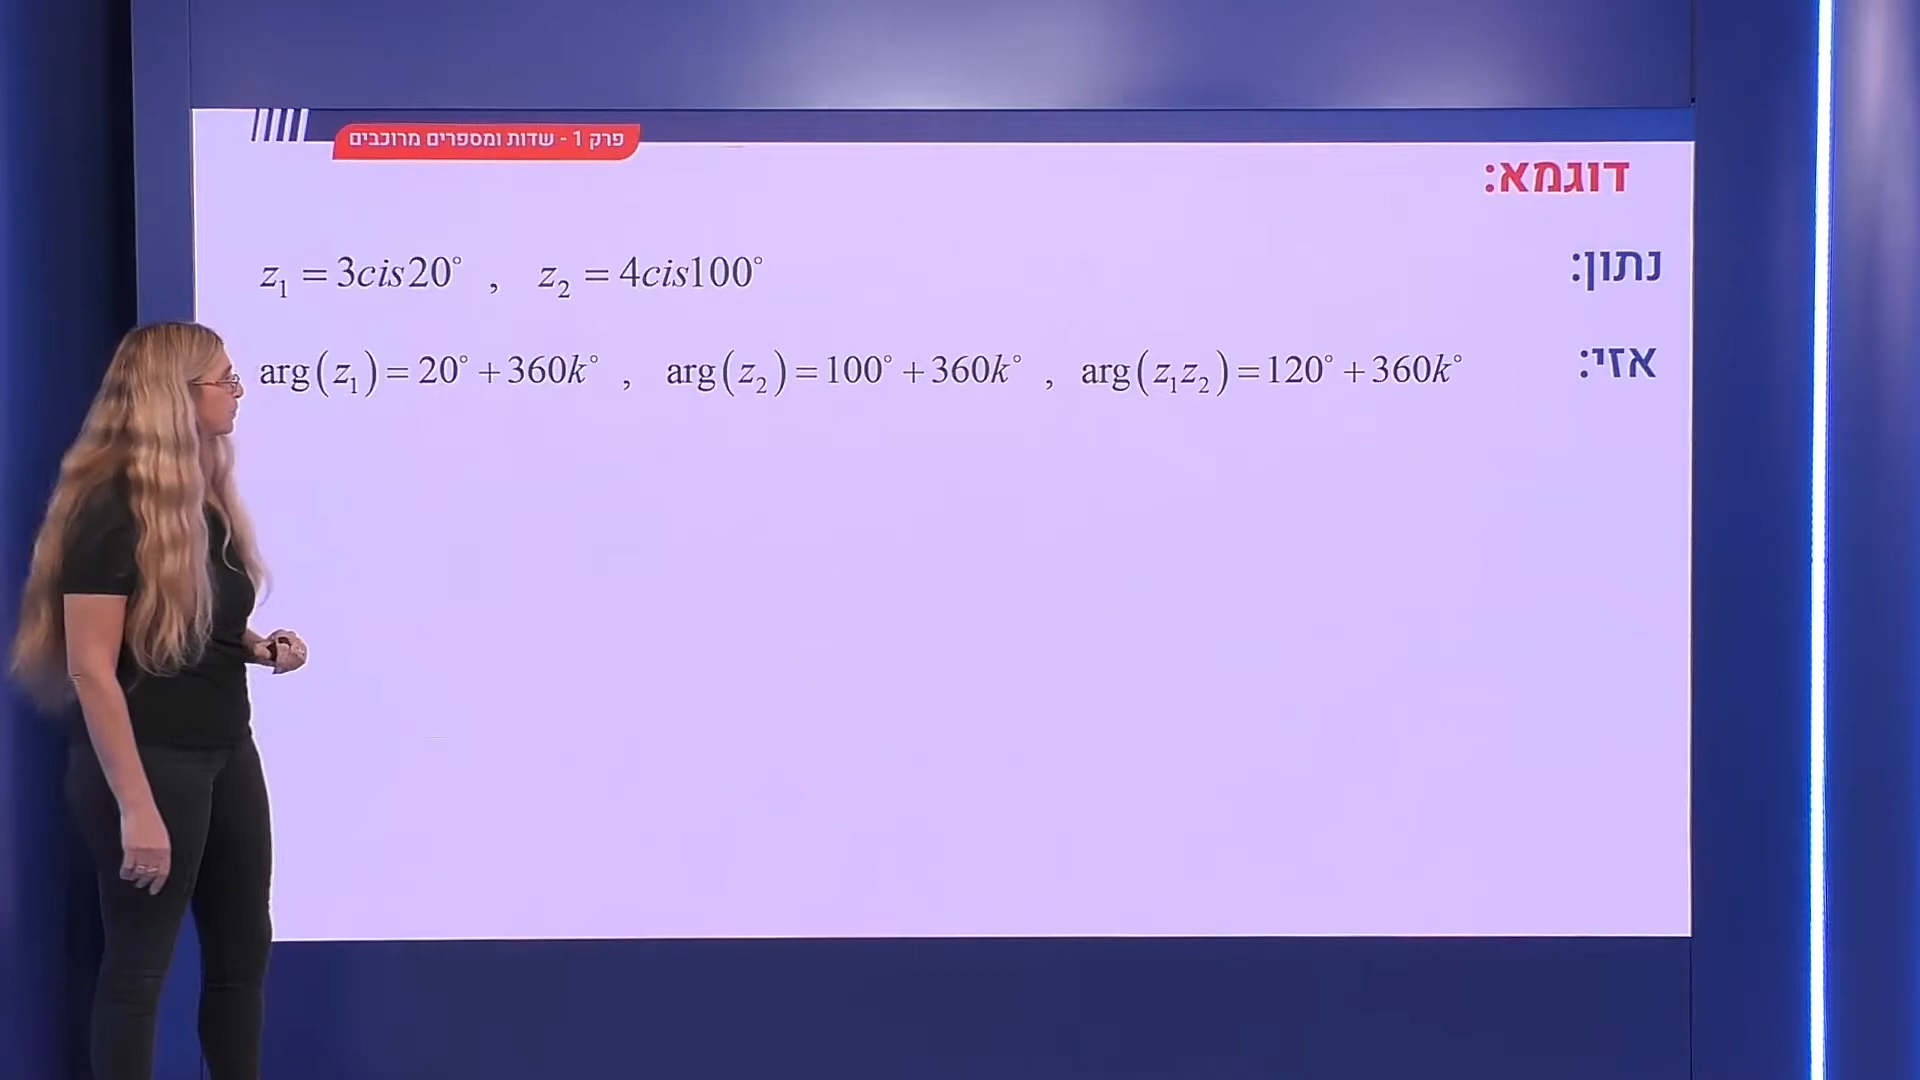 פרק 1 - שדות ומספרים מרוכבים
דוגמא:
נתון: z₁ = 3cis20° , z₂ = 4cis100°
אזי: arg(z₁) = 20° + 360k° , arg(z₂) = 100° + 360k° , arg(z₁z₂) = 120° + 360k°